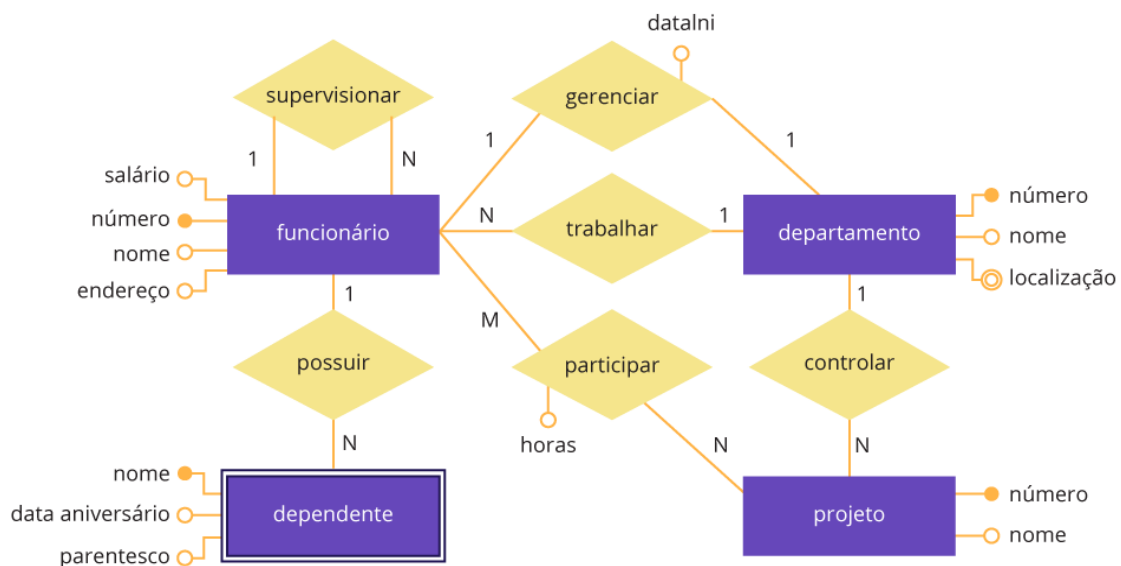 dataIni
supervisionar
gerenciar
1
N
1
1
salário
número
nome
endereço
funcionário
N
trabalhar
1
departamento
número
nome
localização
1
M
1
possuir
participar
controlar
horas
N
N
N
nome
data aniversário
parentesco
dependente
projeto
número
nome